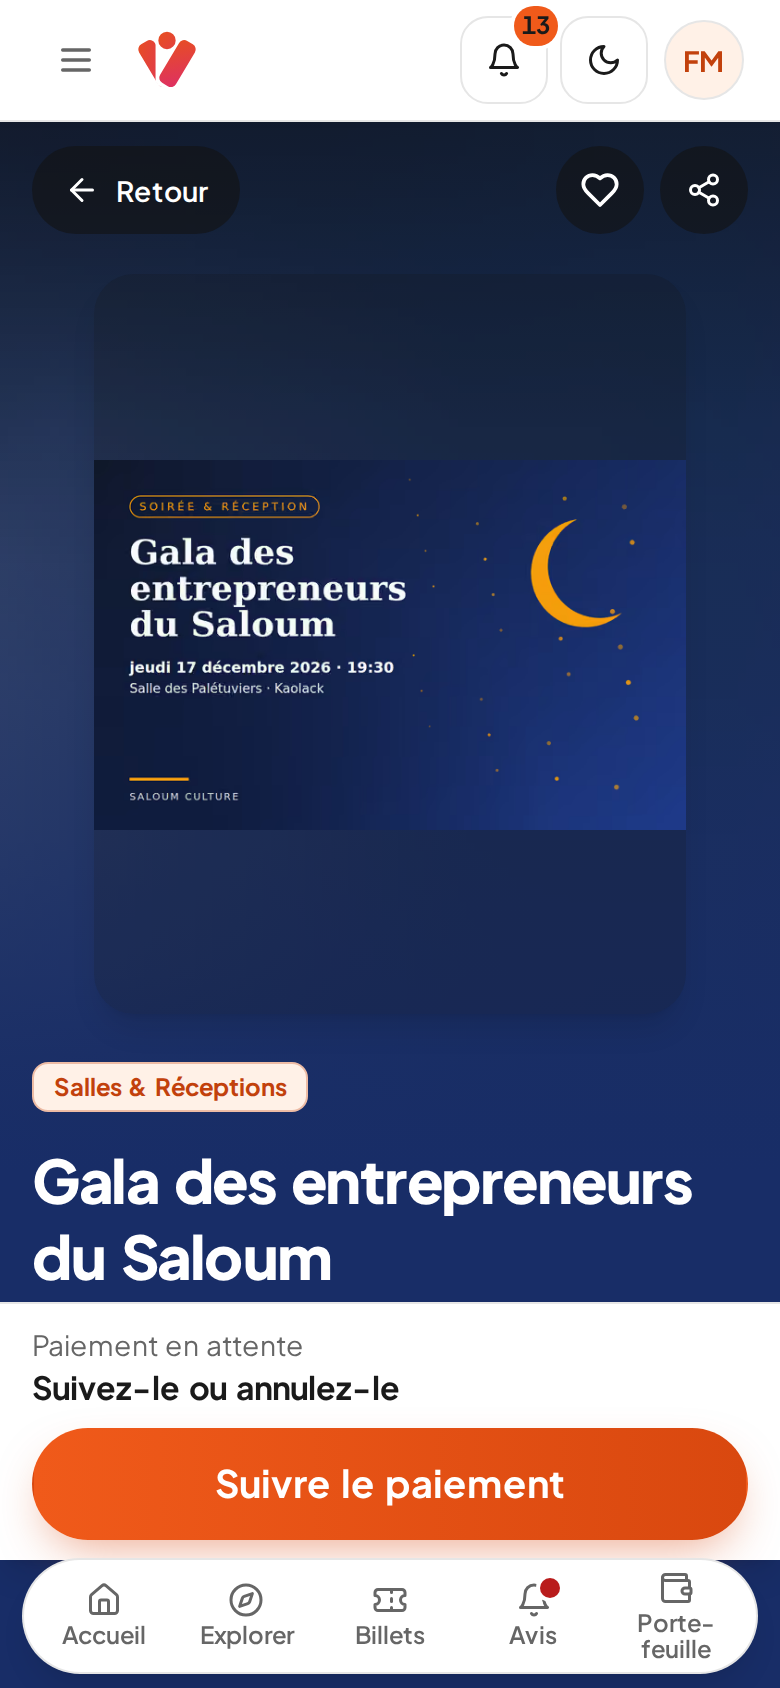 13
FM
Retour
SOIRÉE & RÉCEPTION
Gala des
entrepreneurs
du Saloum
jeudi 17 décembre 2026 · 19:30
Salle des Palétuviers · Kaolack
SALOUM CULTURE
Salles & Réceptions
Gala des entrepreneurs
du Saloum
Paiement en attente
Suivez-le ou annulez-le
Suivre le paiement
Accueil
Explorer
Billets
Avis
Porte-
feuille